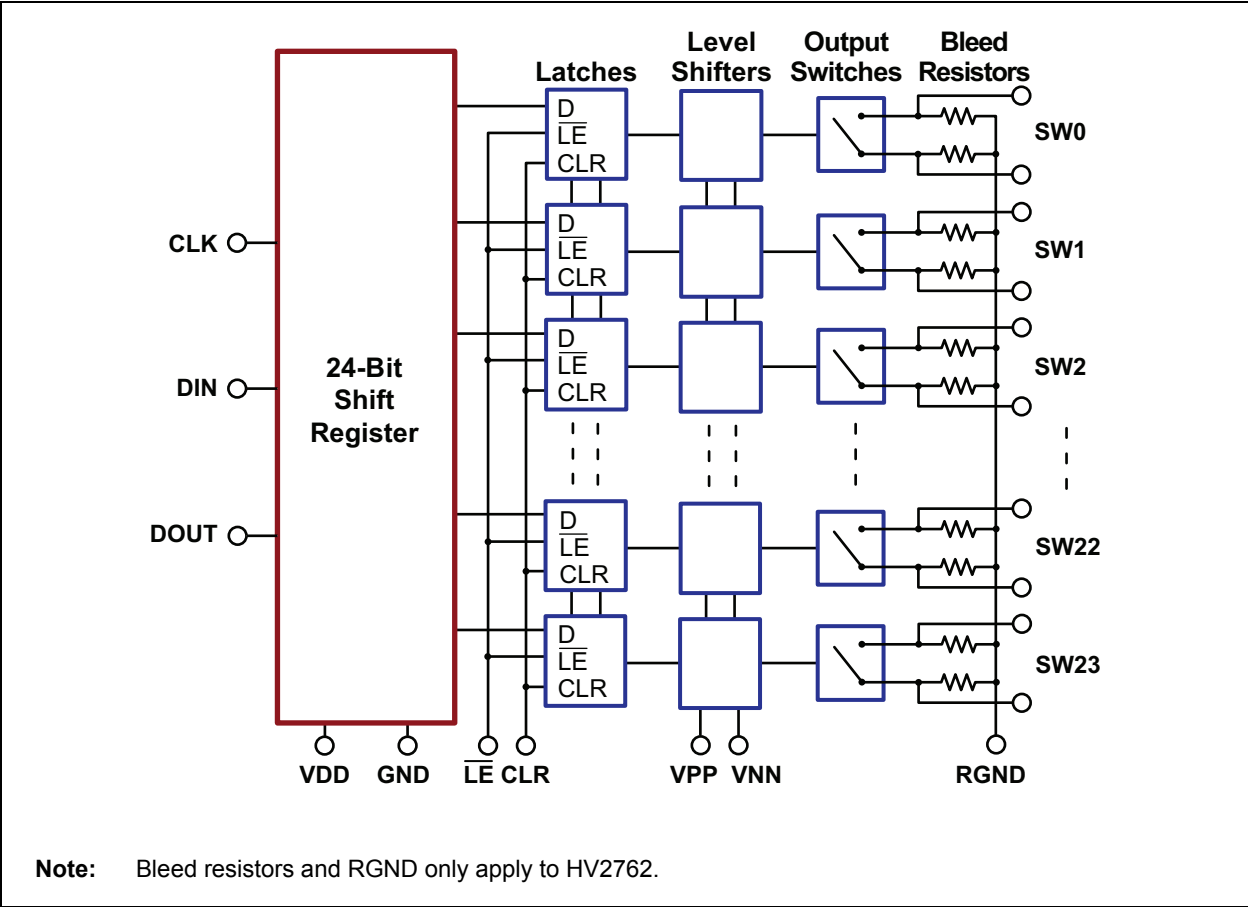 Latches
Level
Shifters
Output
Switches
Bleed
Resistors
D
LE
CLR
SW0
D
LE
CLR
SW1
CLK
D
LE
CLR
SW2
24-Bit
Shift
Register
DIN
DOUT
D
LE
CLR
SW22
D
LE
CLR
SW23
VDD
GND
LE
CLR
VPP
VNN
RGND
Note: Bleed resistors and RGND only apply to HV2762.